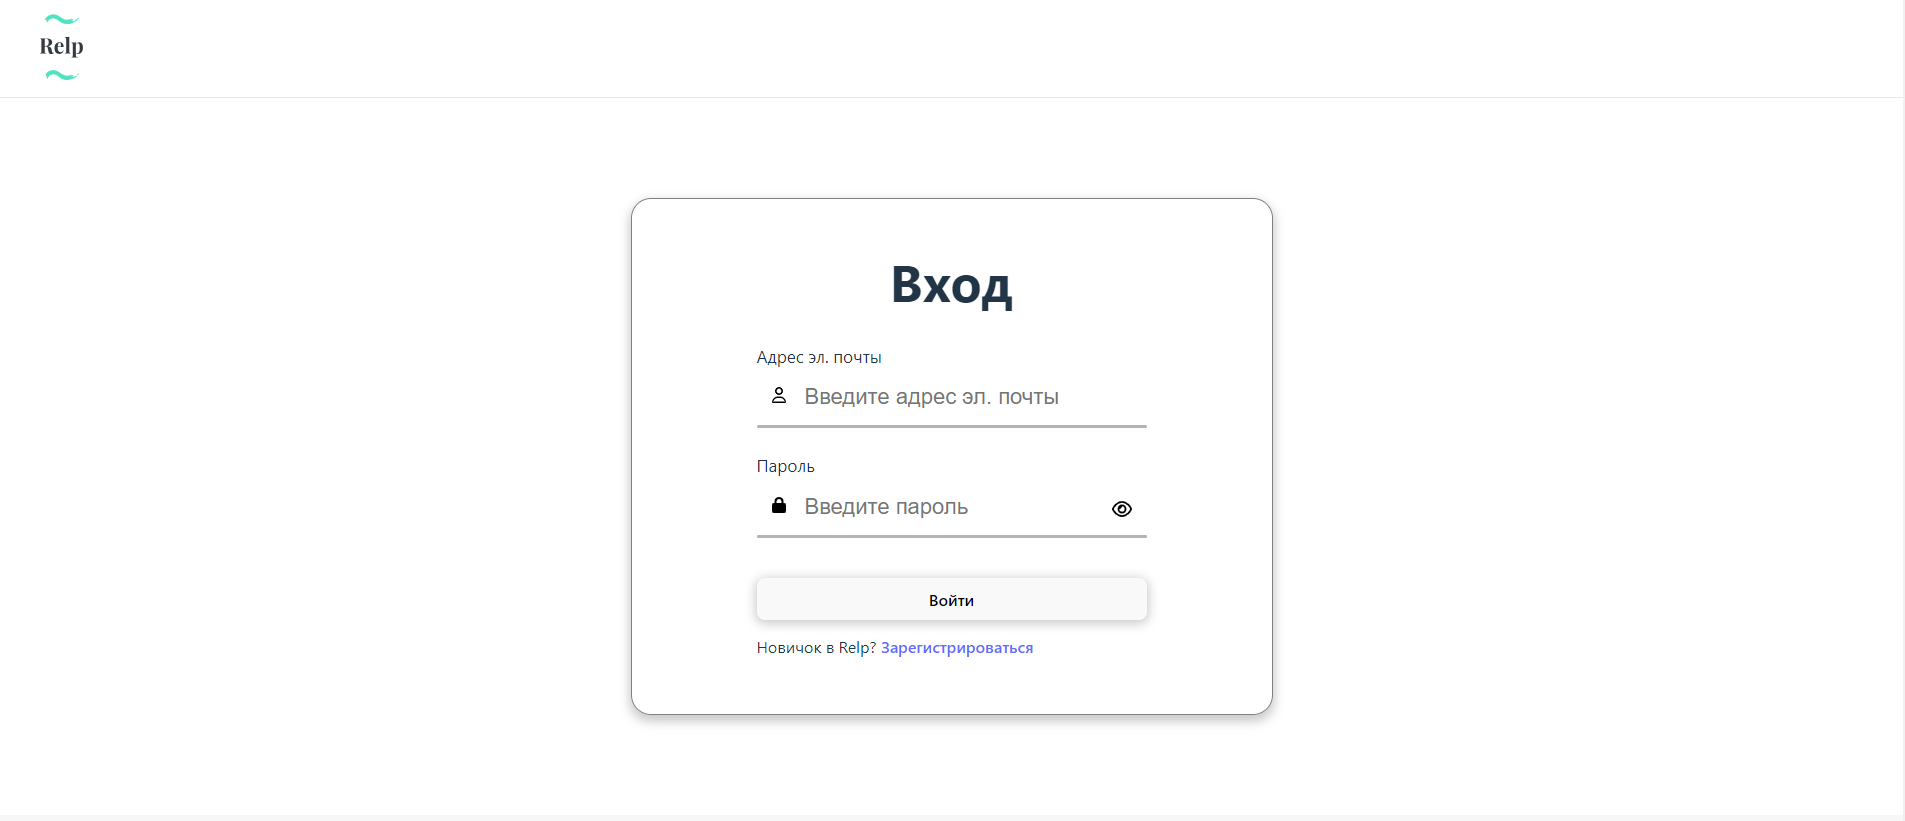 Relp
Вход
Адрес эл. почты
Введите адрес эл. почты
Пароль
Введите пароль
Войти
Новичок в Relp? Зарегистрироваться